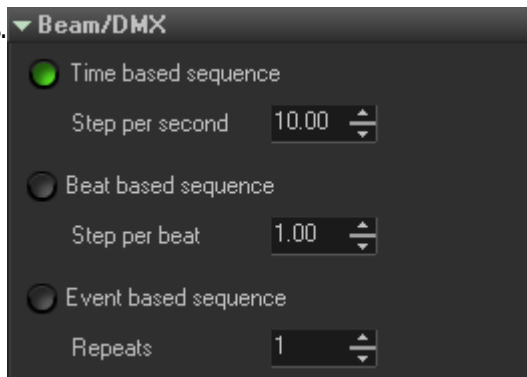 Beam/DMX
Time based sequence
Step per second 10.00
Beat based sequence
Step per beat 1.00
Event based sequence
Repeats 1